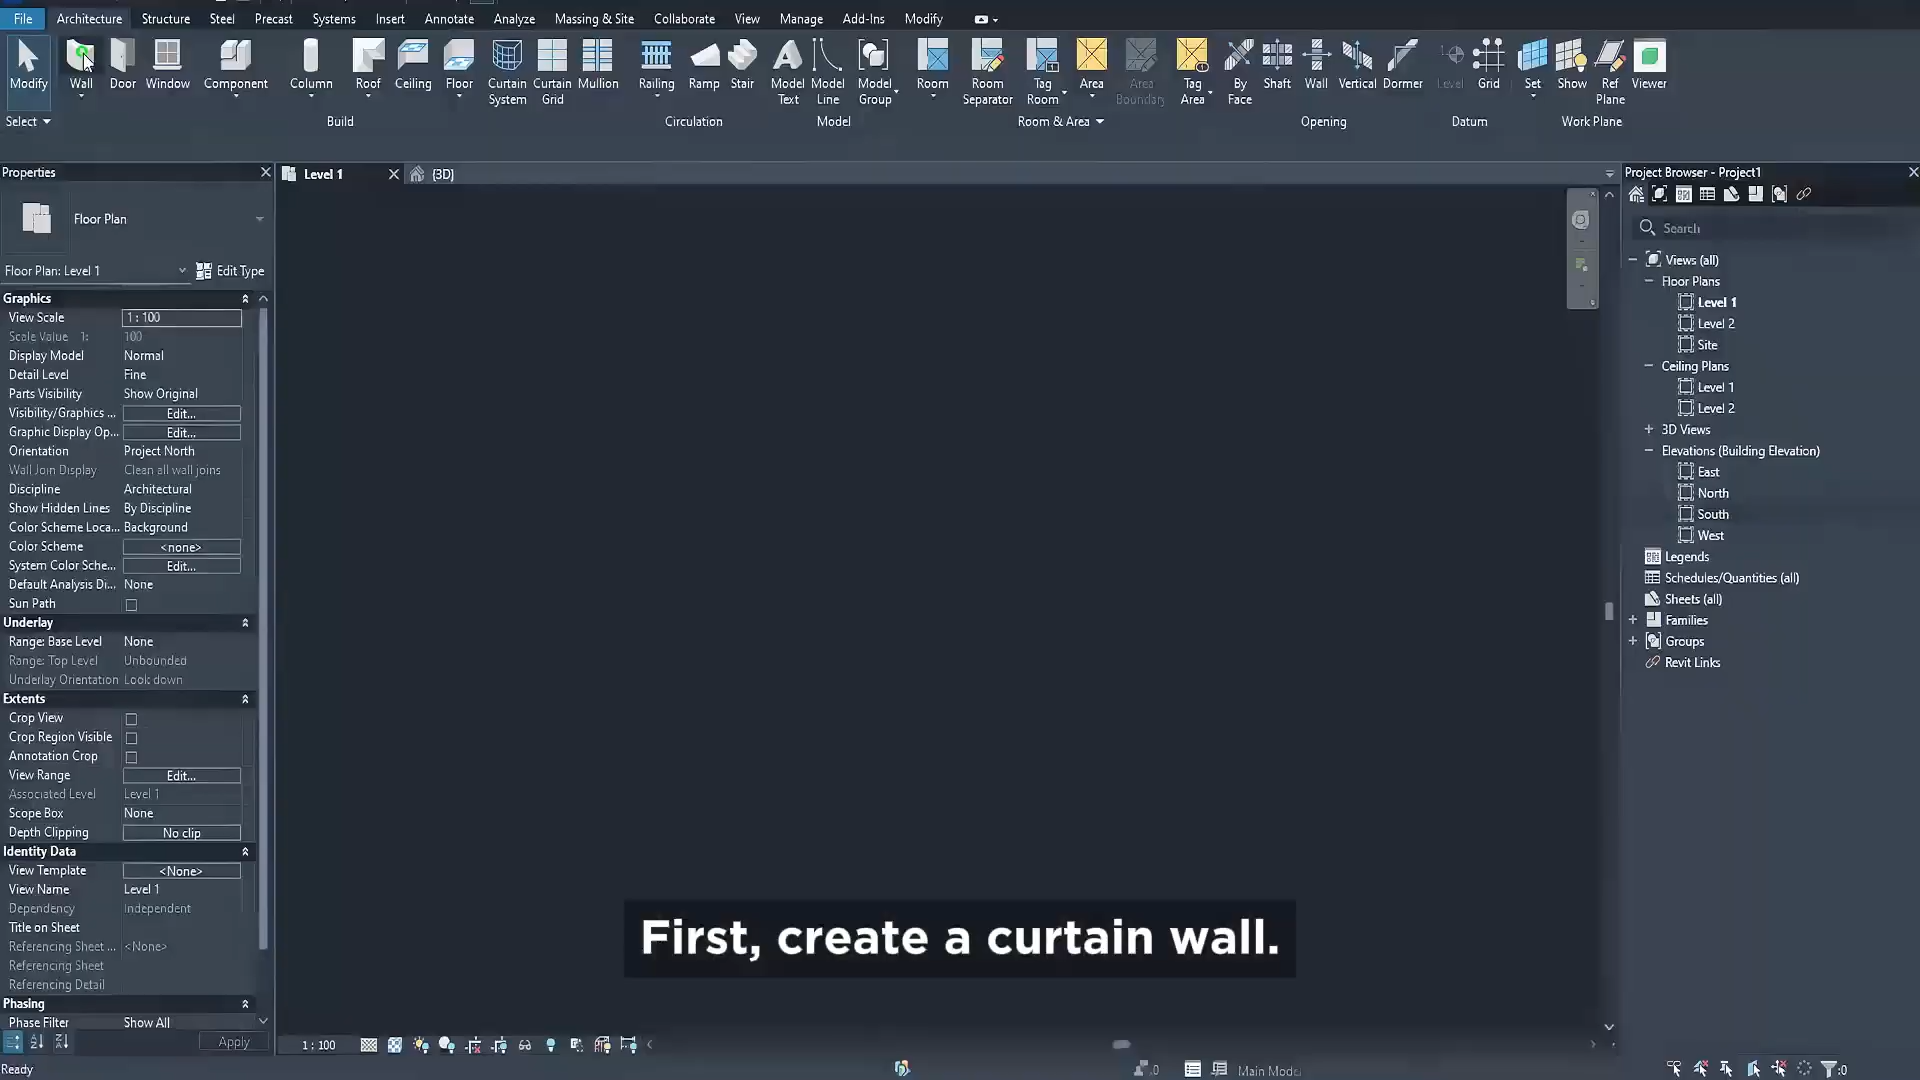 File Architecture Structure Steel Precast Systems Insert Annotate Analyze Massing & Site Collaborate View Manage Add-Ins Modify
Modify Wall Door Window Component Column Roof Ceiling Floor Curtain System Curtain Grid Mullion Railing Ramp Stair Model Text Model Line Model Group Room Room Separator Tag Room Area Area Boundary Tag Area By Face Shaft Wall Vertical Dormer Level Grid Set Show Ref Plane Viewer
Select Build Circulation Model Room & Area Opening Datum Work Plane
Properties
Floor Plan
Floor Plan: Level 1 Edit Type
Graphics
View Scale 1 : 100
Scale Value 1: 100
Display Model Normal
Detail Level Fine
Parts Visibility Show Original
Visibility/Graphics ... Edit...
Graphic Display Op... Edit...
Orientation Project North
Wall Join Display Clean all wall joins
Discipline Architectural
Show Hidden Lines By Discipline
Color Scheme Loca... Background
Color Scheme <none>
System Color Sche... Edit...
Default Analysis Di... None
Sun Path
Underlay
Range: Base Level None
Range: Top Level Unbounded
Underlay Orientation Look down
Extents
Crop View
Crop Region Visible
Annotation Crop
View Range Edit...
Associated Level Level 1
Scope Box None
Depth Clipping No clip
Identity Data
View Template <None>
View Name Level 1
Dependency Independent
Title on Sheet
Referencing Sheet ... <None>
Referencing Sheet
Referencing Detail
Phasing
Phase Filter Show All
Apply
Ready
Level 1 {3D}
First, create a curtain wall.
1 : 100
:0 Main Model
:0
Project Browser - Project1
Search
Views (all)
Floor Plans
Level 1
Level 2
Site
Ceiling Plans
Level 1
Level 2
3D Views
Elevations (Building Elevation)
East
North
South
West
Legends
Schedules/Quantities (all)
Sheets (all)
Families
Groups
Revit Links